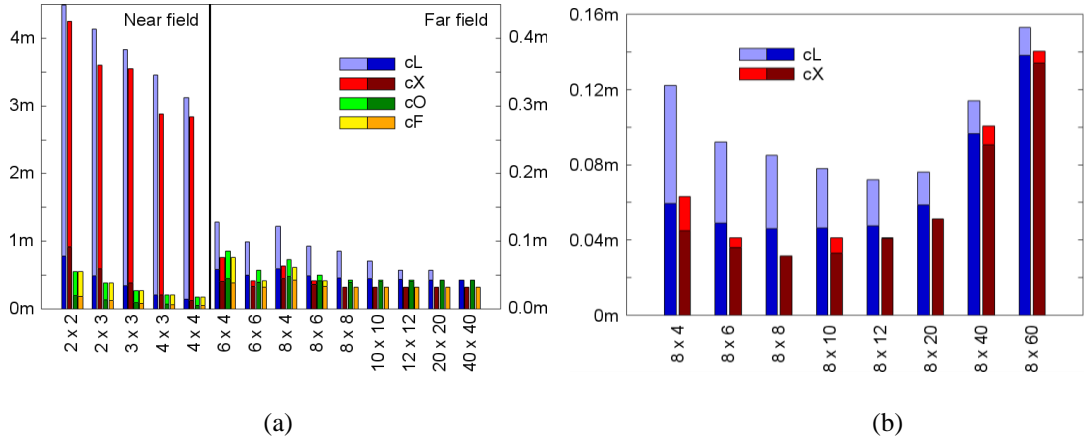 4m
3m
2m
1m
0m
Near field
Far field
cL
cX
cO
cF
0.4m
0.3m
0.2m
0.1m
0.0m
2 x 2
2 x 3
3 x 3
4 x 3
4 x 4
6 x 4
6 x 6
8 x 4
8 x 6
8 x 8
10 x 10
12 x 12
20 x 20
40 x 40
(a)
0.16m
0.12m
0.08m
0.04m
0m
cL
cX
8 x 4
8 x 6
8 x 8
8 x 10
8 x 12
8 x 20
8 x 40
8 x 60
(b)